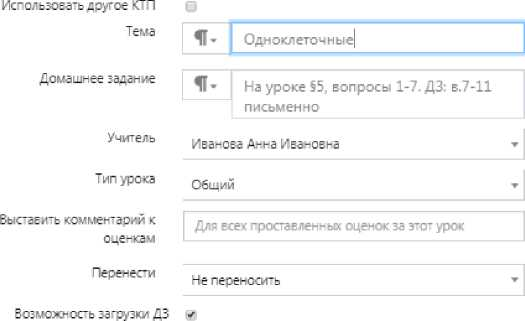 Использовать другое КТП
Тема
¶
Одноклеточные
Домашнее задание
¶
На уроке §5, вопросы 1-7. ДЗ: в.7-11
письменно
Учитель
Иванова Анна Ивановна
Тип урока
Общий
Выставить комментарий к
оценкам
Для всех проставленных оценок за этот урок
Перенести
Не переносить
Возможность загрузки ДЗ